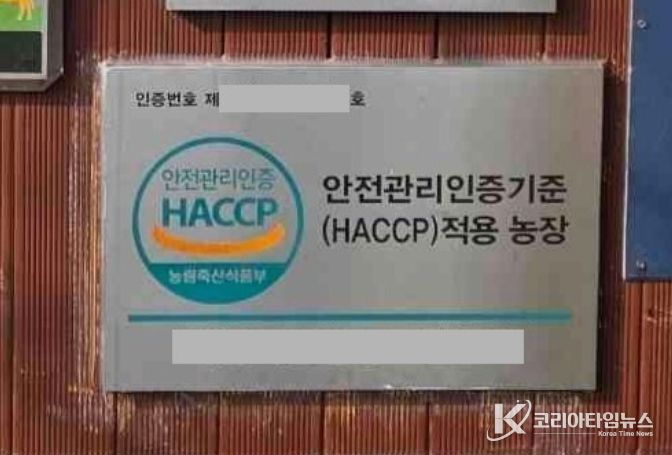 인증번호 제 호
안전관리인증
HACCP
농림축산식품부
안전관리인증기준
(HACCP)적용 농장
코리아타임뉴스
Korea Time News